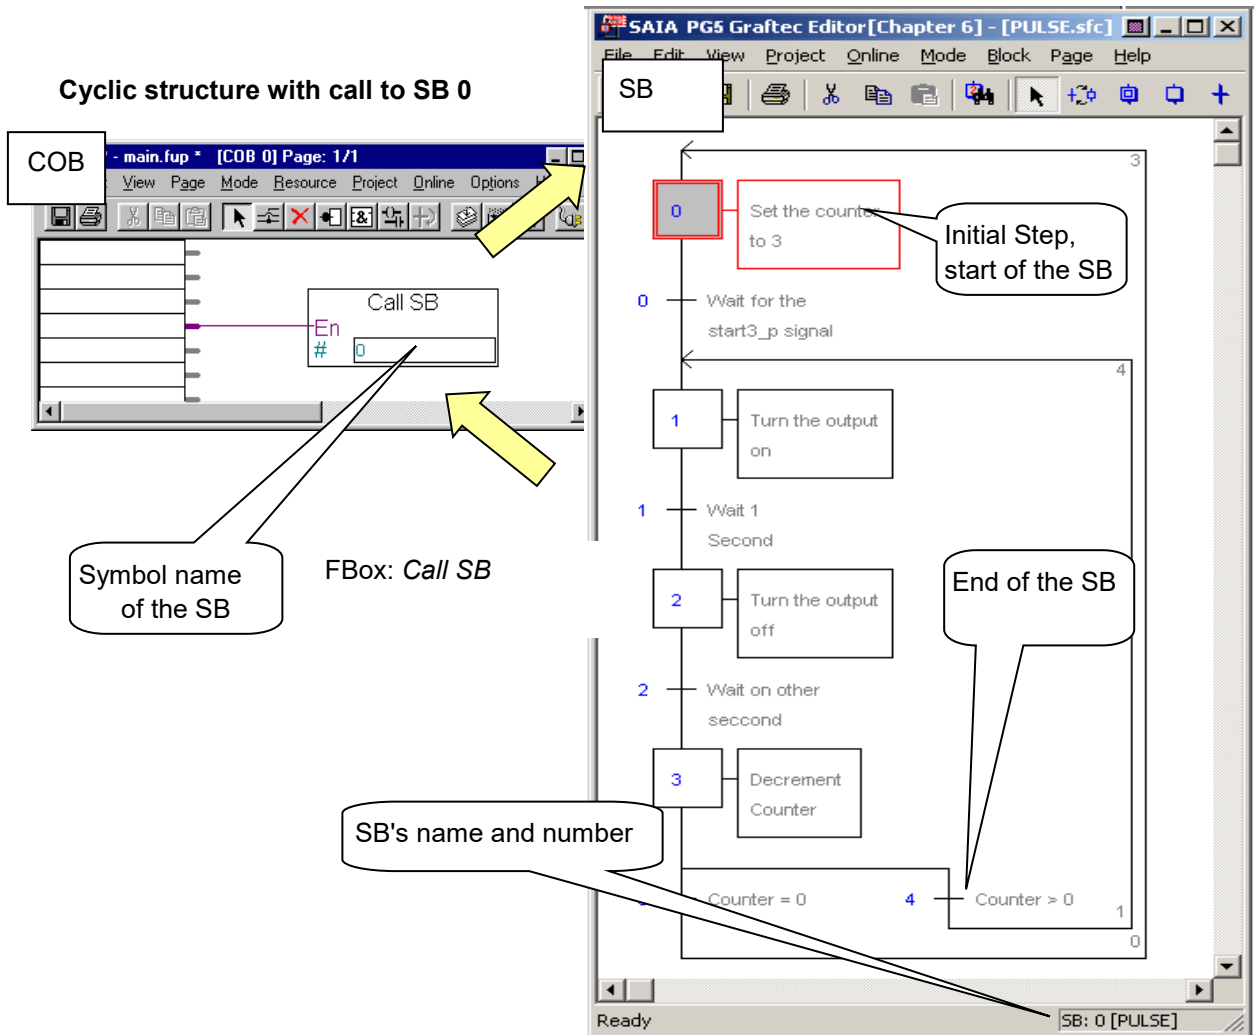 Cyclic structure with call to SB 0
COB
- main.fup * [COB 0] Page: 1/1
View Page Mode Resource Project Online Options
Call SB
En
# 0
Symbol name
of the SB
FBox: Call SB
SAIA PG5 Graftec Editor[Chapter 6] - [PULSE.sfc]
File Edit View Project Online Mode Block Page Help
SB
3
0 Set the counter
to 3
Initial Step,
start of the SB
0 Wait for the
start3_p signal
4
1 Turn the output
on
1 Wait 1
Second
2 Turn the output
off
End of the SB
2 Wait on other
seccond
3 Decrement
Counter
SB's name and number
Counter = 0 4 Counter > 0
1
0
Ready SB: 0 [PULSE]